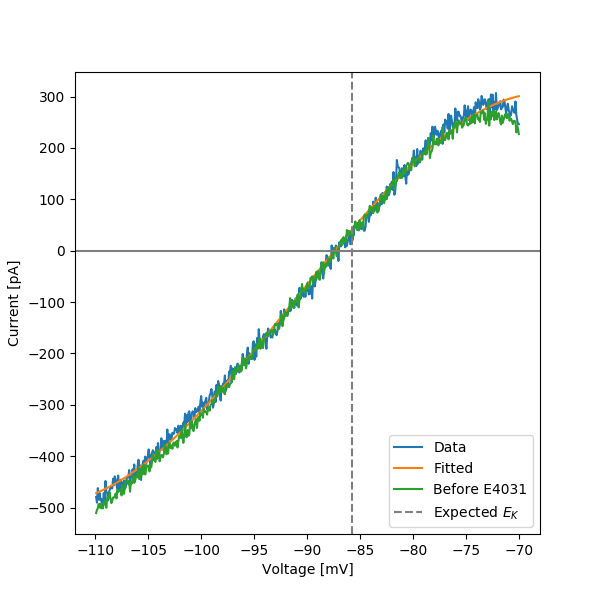 300
200
100
0
−100
−200
−300
−400
−500
Current [pA]
Data
Fitted
Before E4031
Expected E_K
−110 −105 −100 −95 −90 −85 −80 −75 −70
Voltage [mV]